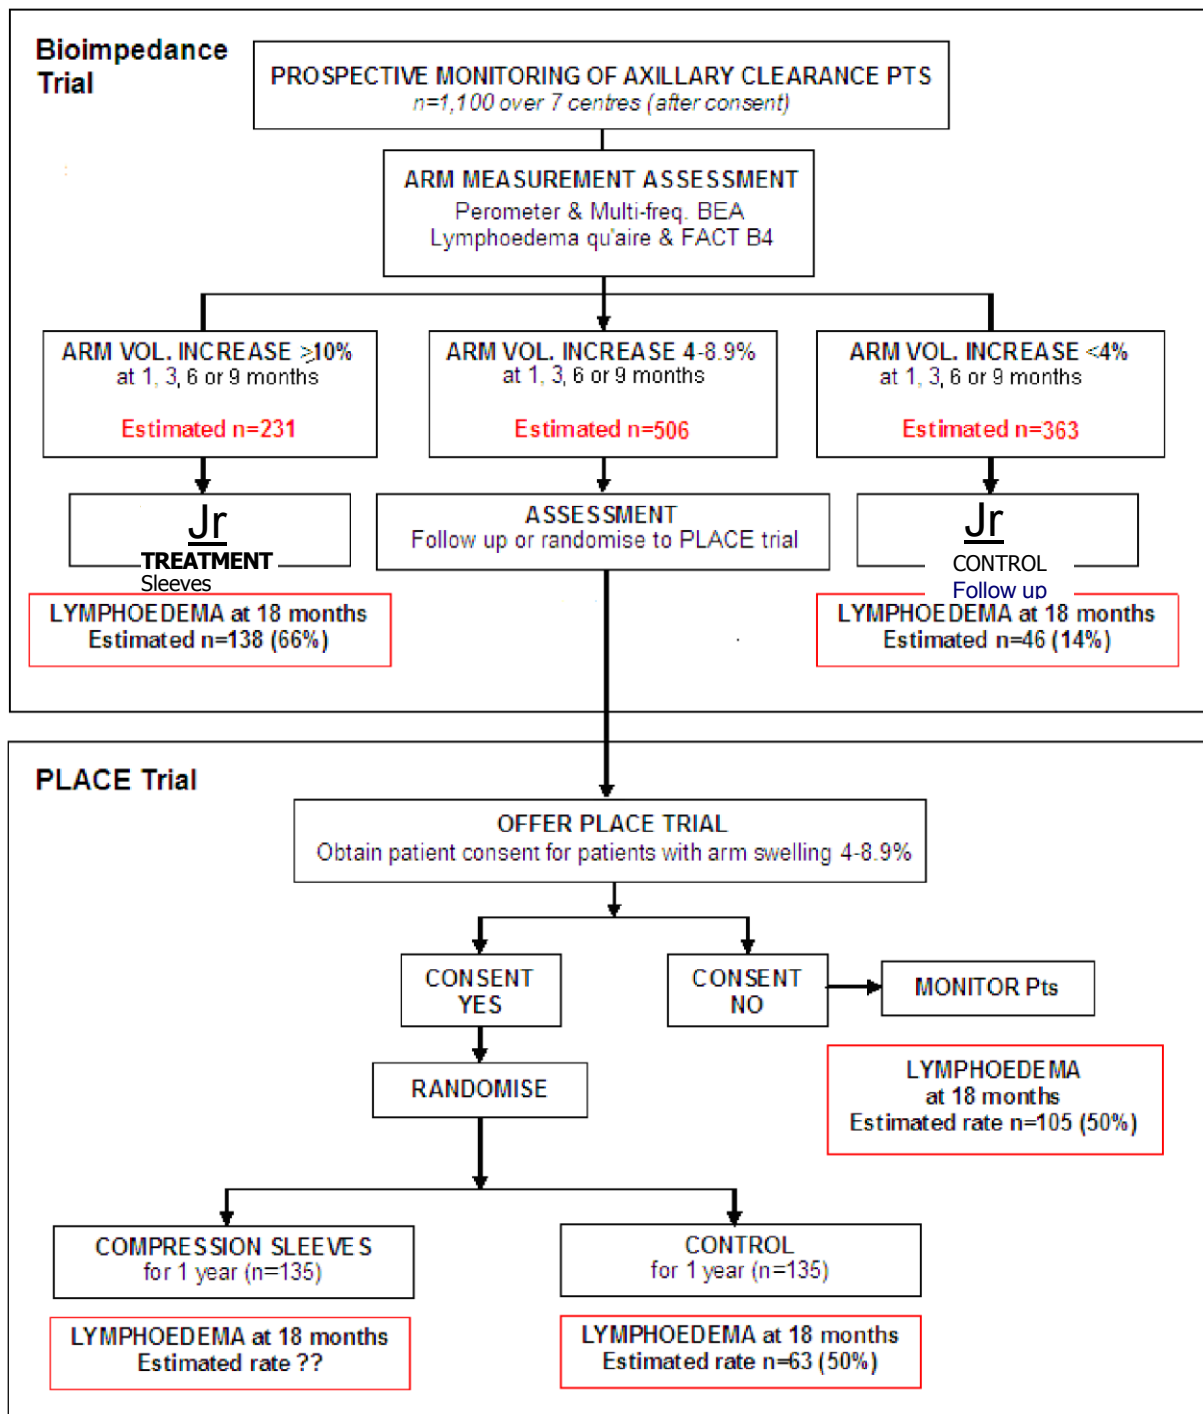 Bioimpedance
Trial
PROSPECTIVE MONITORING OF AXILLARY CLEARANCE PTS
n=1,100 over 7 centres (after consent)
ARM MEASUREMENT ASSESSMENT
Perometer & Multi-freq. BEA
Lymphoedema qu'aire & FACT B4
ARM VOL. INCREASE ≥10%
at 1, 3, 6 or 9 months
Estimated n=231
ARM VOL. INCREASE 4-8.9%
at 1, 3, 6 or 9 months
Estimated n=506
ARM VOL. INCREASE <4%
at 1, 3, 6 or 9 months
Estimated n=363
Jr
TREATMENT
Sleeves
ASSESSMENT
Follow up or randomise to PLACE trial
Jr
CONTROL
Follow up
LYMPHOEDEMA at 18 months
Estimated n=138 (66%)
LYMPHOEDEMA at 18 months
Estimated n=46 (14%)
PLACE Trial
OFFER PLACE TRIAL
Obtain patient consent for patients with arm swelling 4-8.9%
CONSENT
YES
CONSENT
NO
MONITOR Pts
RANDOMISE
LYMPHOEDEMA
at 18 months
Estimated rate n=105 (50%)
COMPRESSION SLEEVES
for 1 year (n=135)
CONTROL
for 1 year (n=135)
LYMPHOEDEMA at 18 months
Estimated rate ??
LYMPHOEDEMA at 18 months
Estimated rate n=63 (50%)